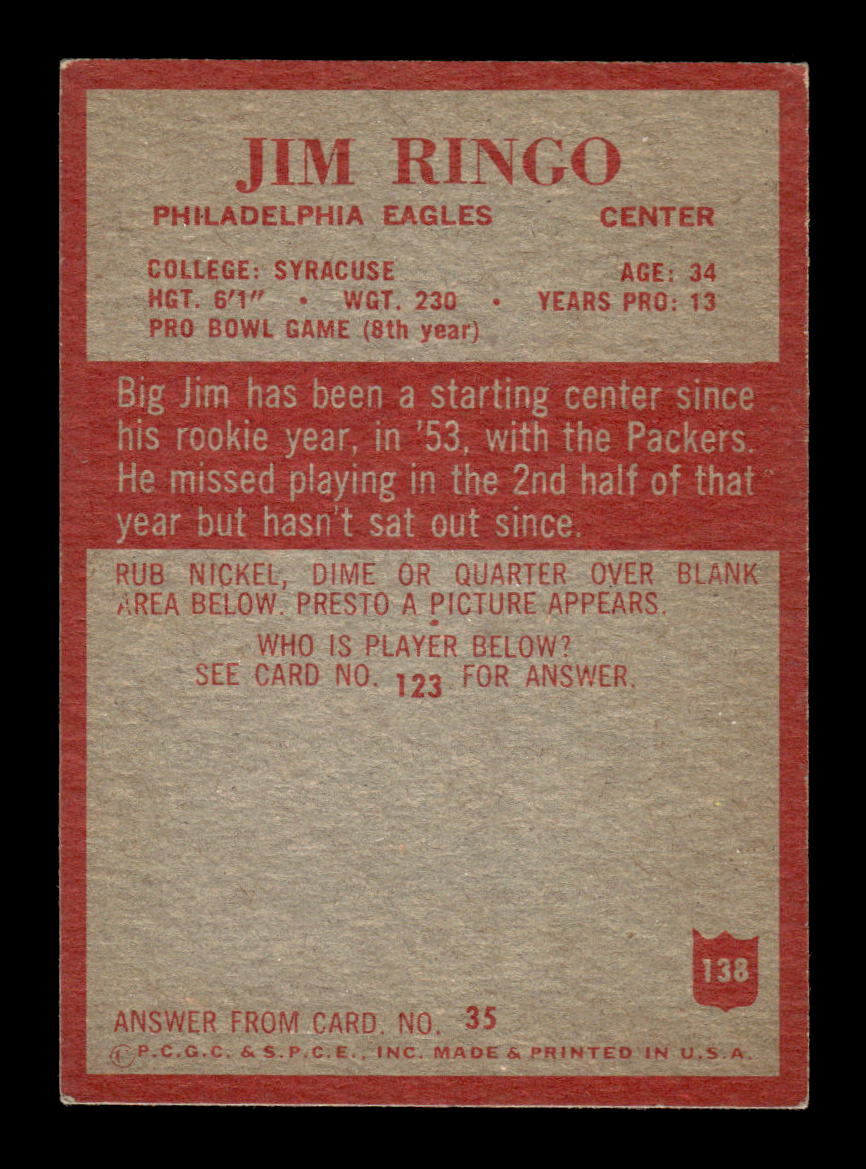 JIM RINGO
PHILADELPHIA EAGLES CENTER
COLLEGE: SYRACUSE AGE: 34
HGT. 6'1" • WGT. 230 • YEARS PRO: 13
PRO BOWL GAME (8th year)
Big Jim has been a starting center since
his rookie year, in '53, with the Packers.
He missed playing in the 2nd half of that
year but hasn't sat out since.
RUB NICKEL, DIME OR QUARTER OVER BLANK
AREA BELOW. PRESTO A PICTURE APPEARS.
WHO IS PLAYER BELOW?
SEE CARD NO. 123 FOR ANSWER.
138
ANSWER FROM CARD. NO. 35
©P.C.G.C. & S.P.C.E., INC. MADE & PRINTED IN U.S.A.